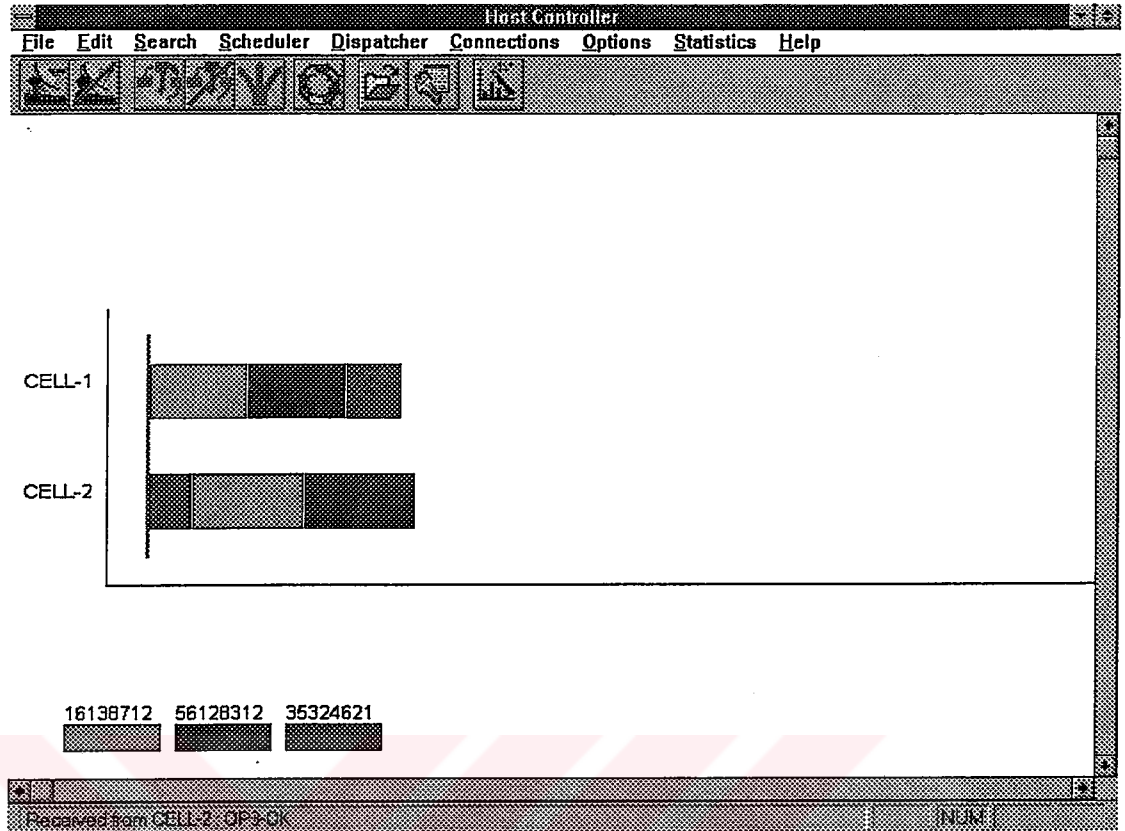 Host Controller
File Edit Search Scheduler Dispatcher Connections Options Statistics Help
CELL-1
CELL-2
16138712 56128312 35324621
Received from CELL-2: OP3-OK NUM